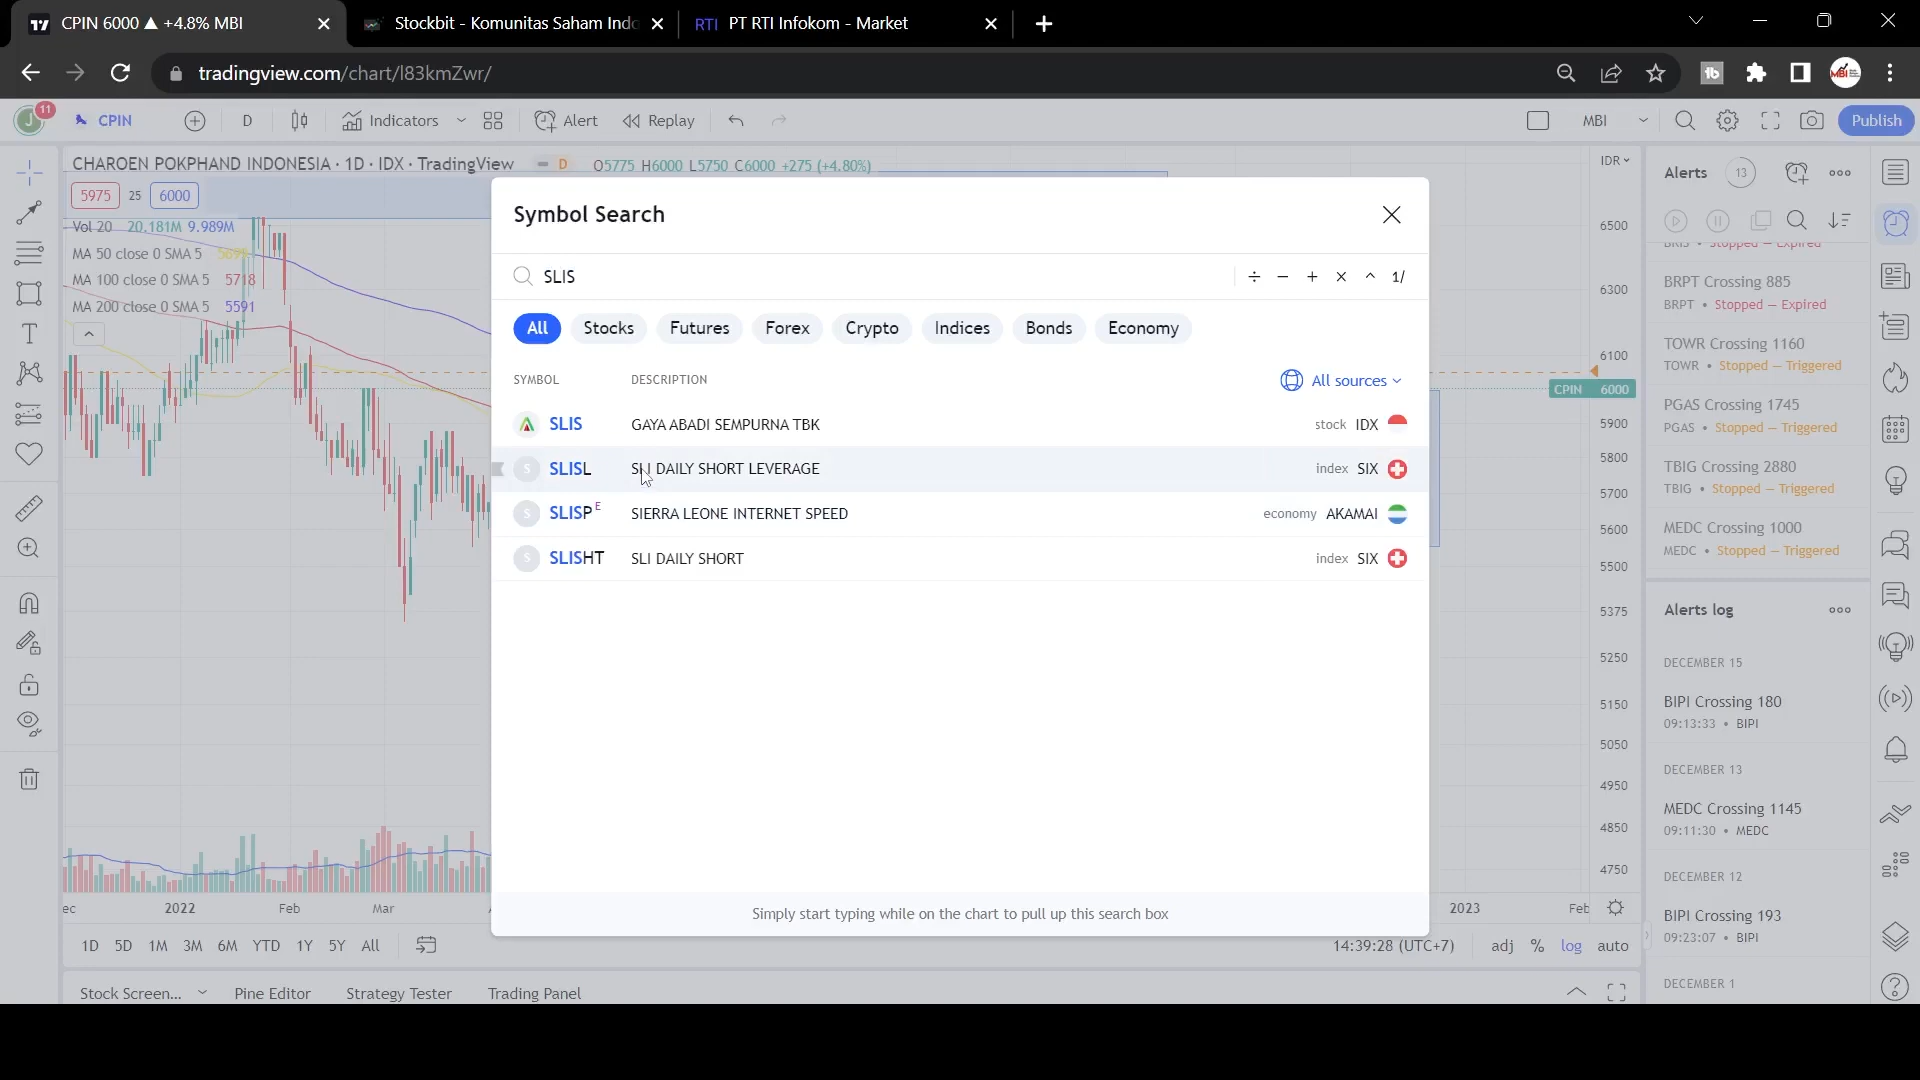 CPIN 6000 ▲ +4.8% MBI
Stockbit - Komunitas Saham Indo
RTI PT RTI Infokom - Market
tradingview.com/chart/l83kmZwr/
J 11 CPIN D Indicators Alert Replay MBI Publish
CHAROEN POKPHAND INDONESIA · 1D · IDX · TradingView D O5775 H6000 L5750 C6000 +275 (+4.80%) IDR
5975 25 6000
Vol 20 20.181M 9.989M
MA 50 close 0 SMA 5
MA 100 close 0 SMA 5 5718
MA 200 close 0 SMA 5 5591
Symbol Search
SLIS ÷ − + × ^ 1/
All Stocks Futures Forex Crypto Indices Bonds Economy
SYMBOL DESCRIPTION All sources
SLIS GAYA ABADI SEMPURNA TBK stock IDX
S SLISL SLI DAILY SHORT LEVERAGE index SIX
S SLISP E SIERRA LEONE INTERNET SPEED economy AKAMAI
S SLISHT SLI DAILY SHORT index SIX
Simply start typing while on the chart to pull up this search box
6500
6300
6100
CPIN 6000
5900
5800
5700
5600
5500
5375
5250
5150
5050
4950
4850
4750
ec 2022 Feb Mar 2023 Feb
1D 5D 1M 3M 6M YTD 1Y 5Y All 14:39:28 (UTC+7) adj % log auto
Stock Screen... Pine Editor Strategy Tester Trading Panel
Alerts 13
BRIS • Stopped — Expired
BRPT Crossing 885
BRPT • Stopped — Expired
TOWR Crossing 1160
TOWR • Stopped — Triggered
PGAS Crossing 1745
PGAS • Stopped — Triggered
TBIG Crossing 2880
TBIG • Stopped — Triggered
MEDC Crossing 1000
MEDC • Stopped — Triggered
Alerts log
DECEMBER 15
BIPI Crossing 180
09:13:33 • BIPI
DECEMBER 13
MEDC Crossing 1145
09:11:30 • MEDC
DECEMBER 12
BIPI Crossing 193
09:23:07 • BIPI
DECEMBER 1